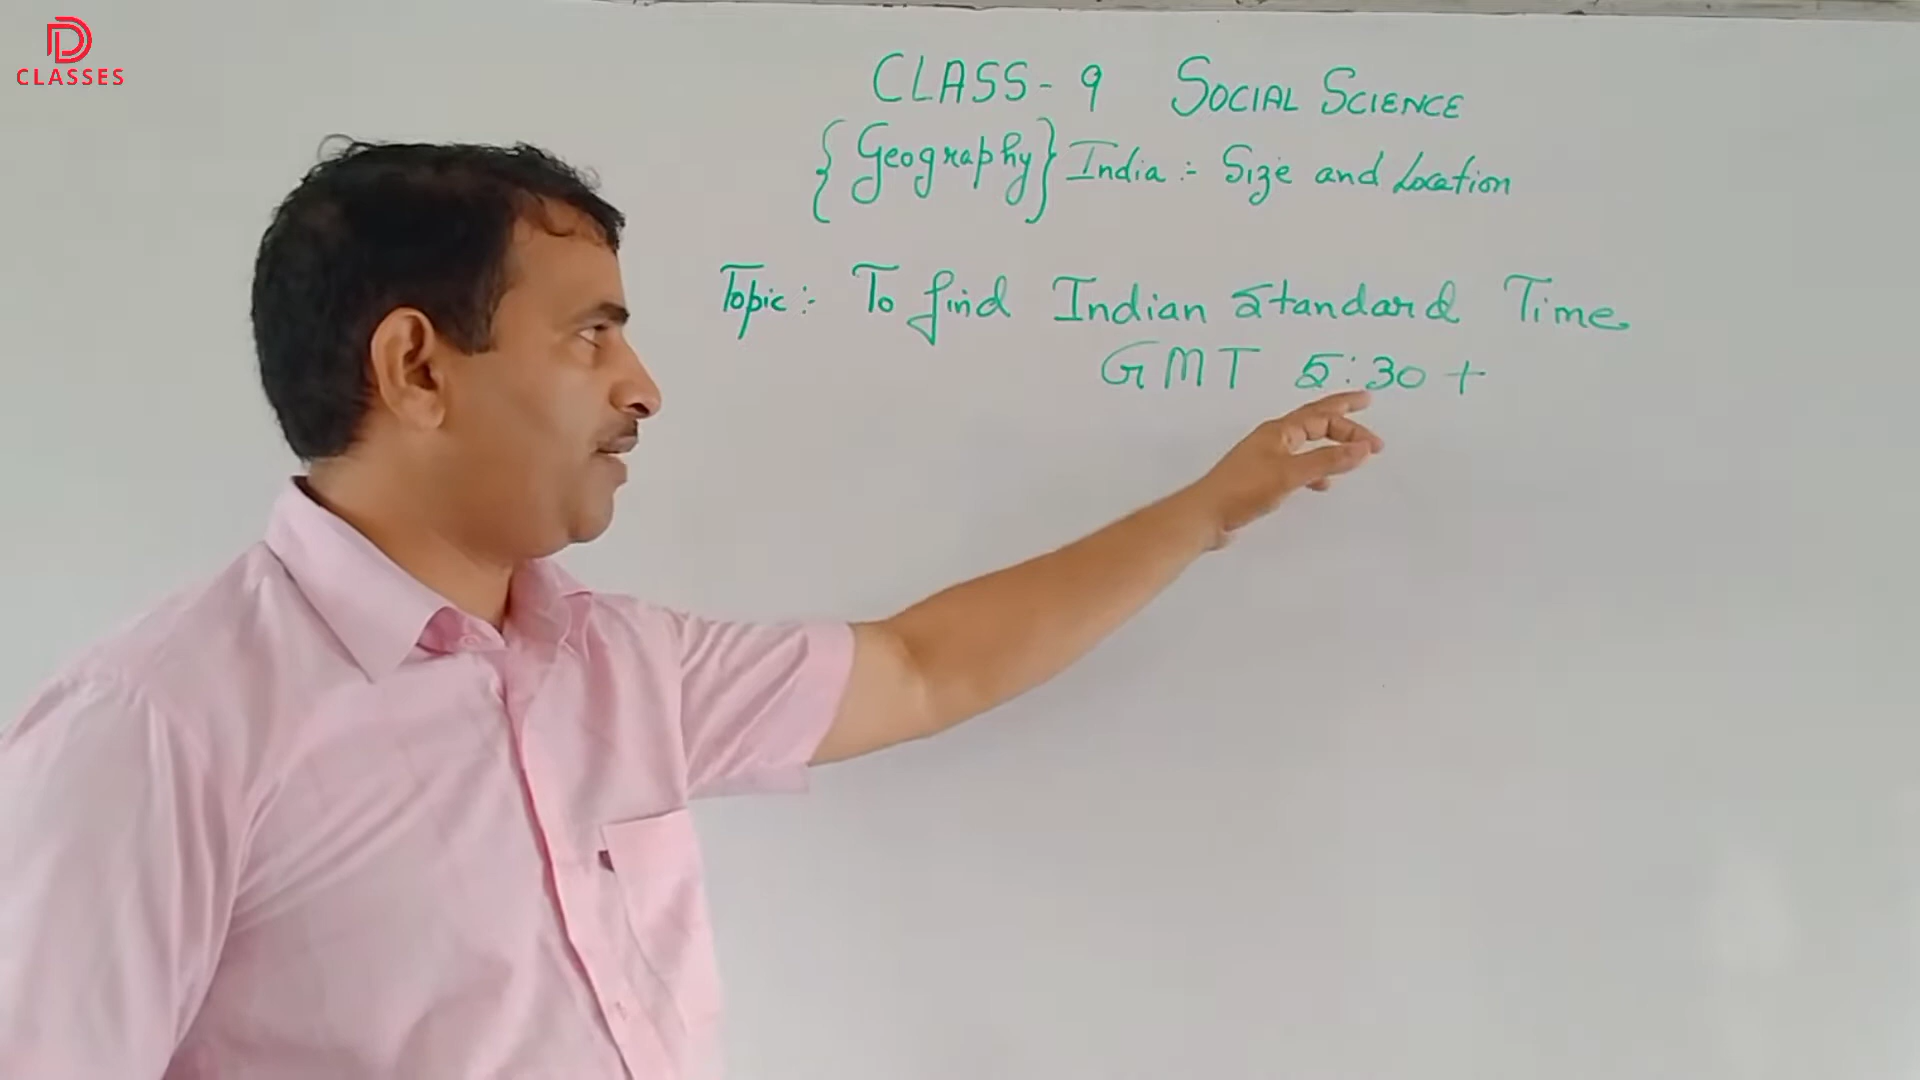 D
CLASSES
CLASS - 9 SOCIAL SCIENCE
{Geography} India :- Size and Location
Topic :- To find Indian Standard Time
GMT 5:30 +